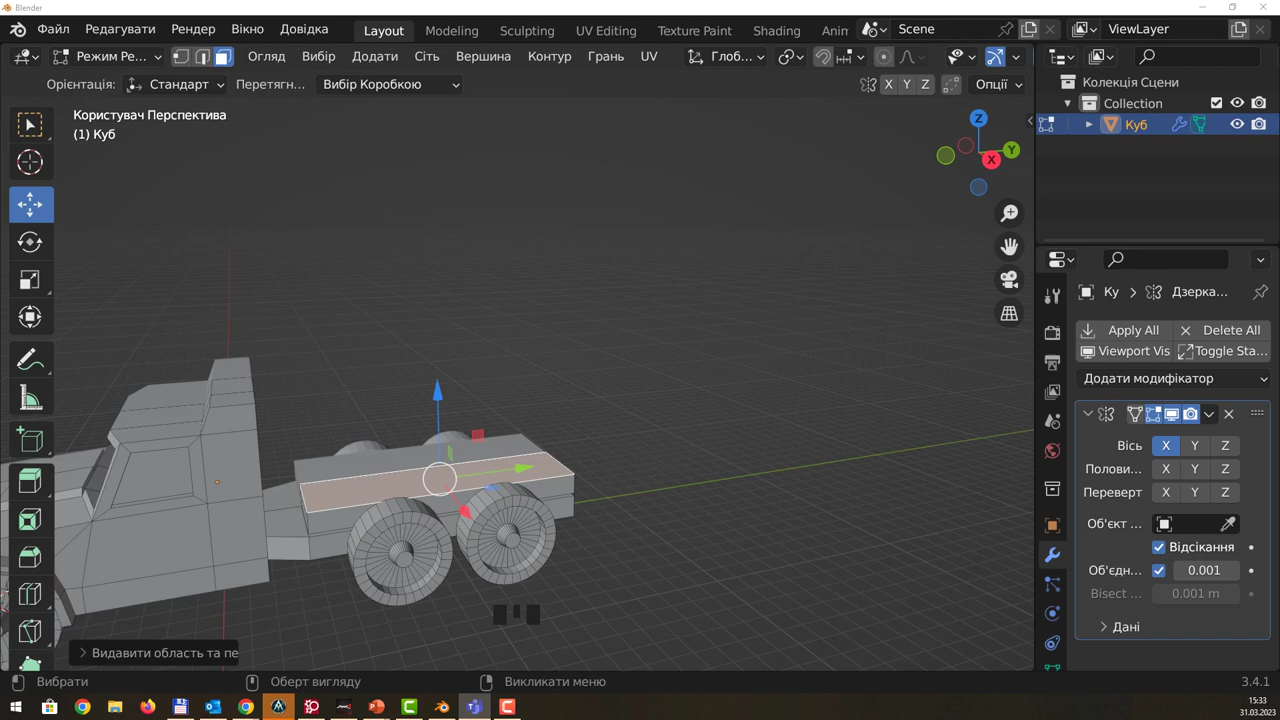 Blender
Файл Редагувати Рендер Вікно Довідка Layout Modeling Sculpting UV Editing Texture Paint Shading Anim Scene ViewLayer
Режим Ре... Огляд Вибір Додати Сіть Вершина Контур Грань UV Глоб...
Орієнтація: Стандарт Перетягн... Вибір Коробкою X Y Z Опції
Користувач Перспектива
(1) Куб
Z
Y
X
Колекція Сцени
Collection
Куб
Ку Дзерка...
Apply All Delete All
Viewport Vis Toggle Sta...
Додати модифікатор
Вісь X Y Z
Полови... X Y Z
Переверт X Y Z
Об'єкт ...
Відсікання
Об'єдн... 0.001
Bisect ... 0.001 m
Дані
Видавити область та пе
Вибрати Оберт вигляду Викликати меню 3.4.1
15:33
31.03.2023